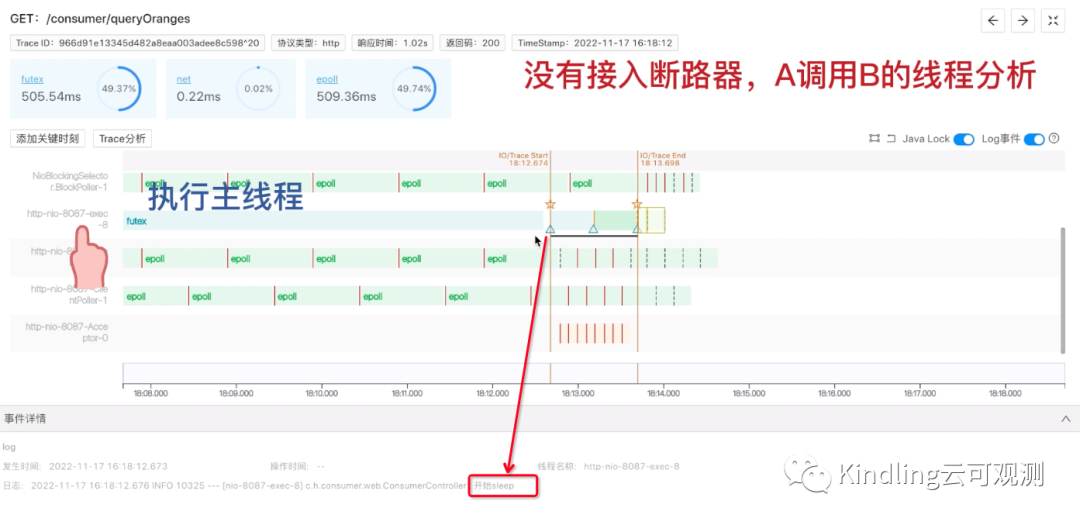 GET: /consumer/queryOranges
Trace ID: 966d91e13345d482a8eaa003adee8c598^20 协议类型: http 响应时间: 1.02s 返回码: 200 TimeStamp: 2022-11-17 16:18:12
futex
505.54ms
49.37%
net
0.22ms
0.02%
epoll
509.36ms
49.74%
没有接入断路器，A调用B的线程分析
添加关键时刻 Trace分析
Java Lock Log事件
IO/Trace Start
18:12.674
IO/Trace End
18:13.698
NioBlockingSelecto
r.BlockPoller-1
epoll epoll epoll epoll epoll epoll
执行主线程
http-nio-8087-exec
-8
futex
epoll epoll epoll epoll epoll
ntPoller-1
epoll epoll epoll epoll epoll
http-nio-8087-Acce
ptor-0
18:08.000 18:09.000 18:10.000 18:11.000 18:12.000 18:13.000 18:14.000 18:15.000 18:16.000 18:17.000 18:18.000
事件详情
log
发生时间: 2022-11-17 16:18:12.673 操作时间: -- 线程名称: http-nio-8087-exec-8
日志: 2022-11-17 16:18:12.676 INFO 10325 --- [nio-8087-exec-8] c.h.consumer.web.ConsumerController 开始sleep
Kindling云可观测